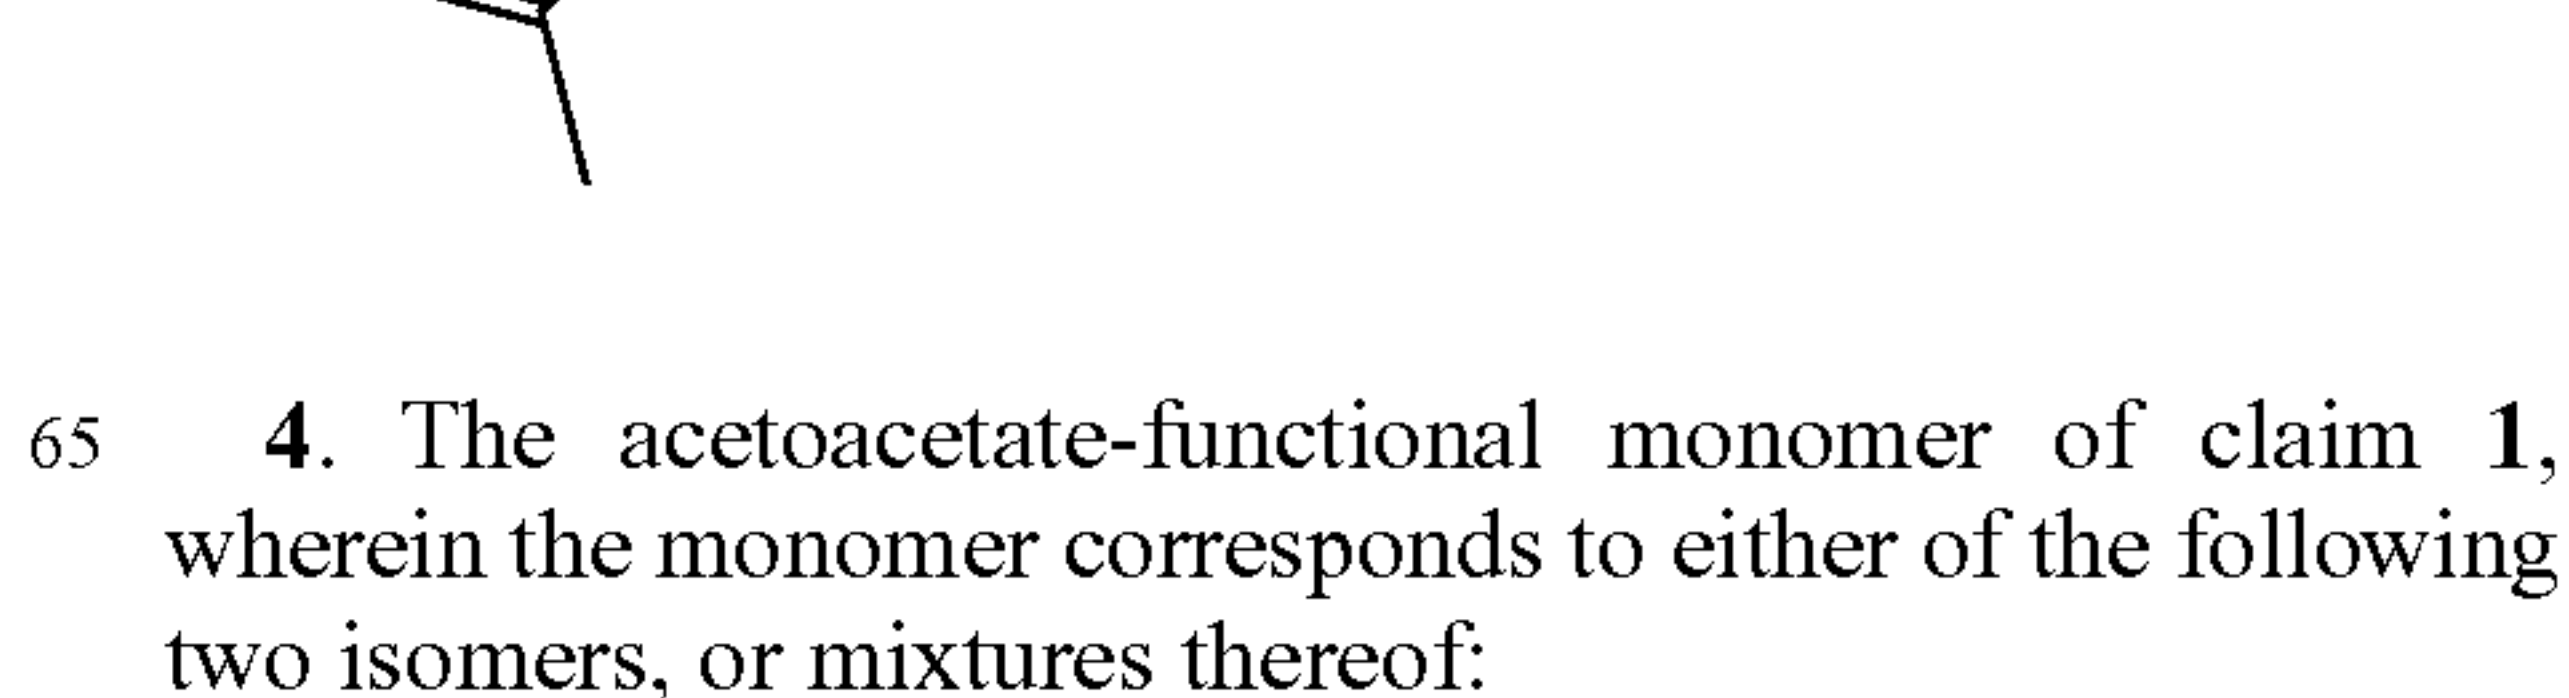 65 4. The acetoacetate-functional monomer of claim 1,
wherein the monomer corresponds to either of the following
two isomers, or mixtures thereof: